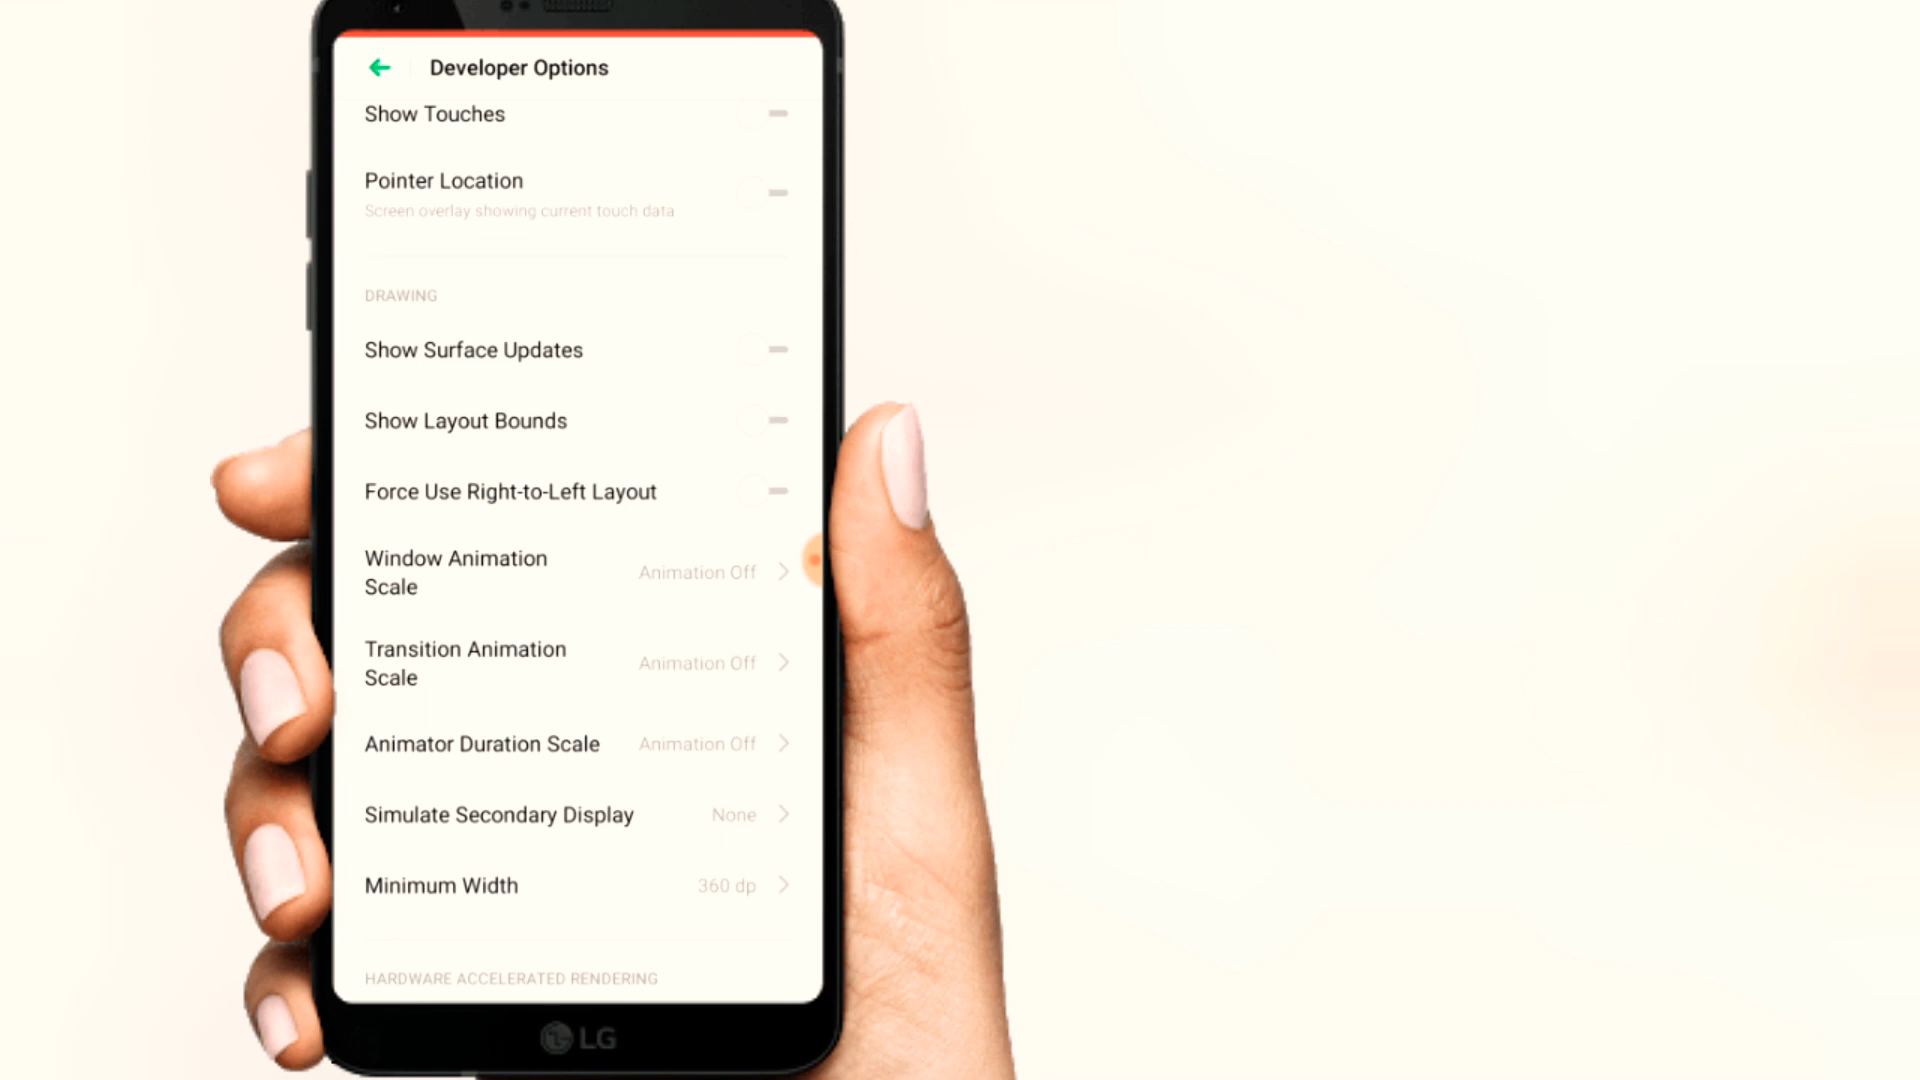 Developer Options
Show Touches
Pointer Location
Screen overlay showing current touch data
DRAWING
Show Surface Updates
Show Layout Bounds
Force Use Right-to-Left Layout
Window Animation
Scale
Animation Off
Transition Animation
Scale
Animation Off
Animator Duration Scale Animation Off
Simulate Secondary Display None
Minimum Width 360 dp
HARDWARE ACCELERATED RENDERING
LG